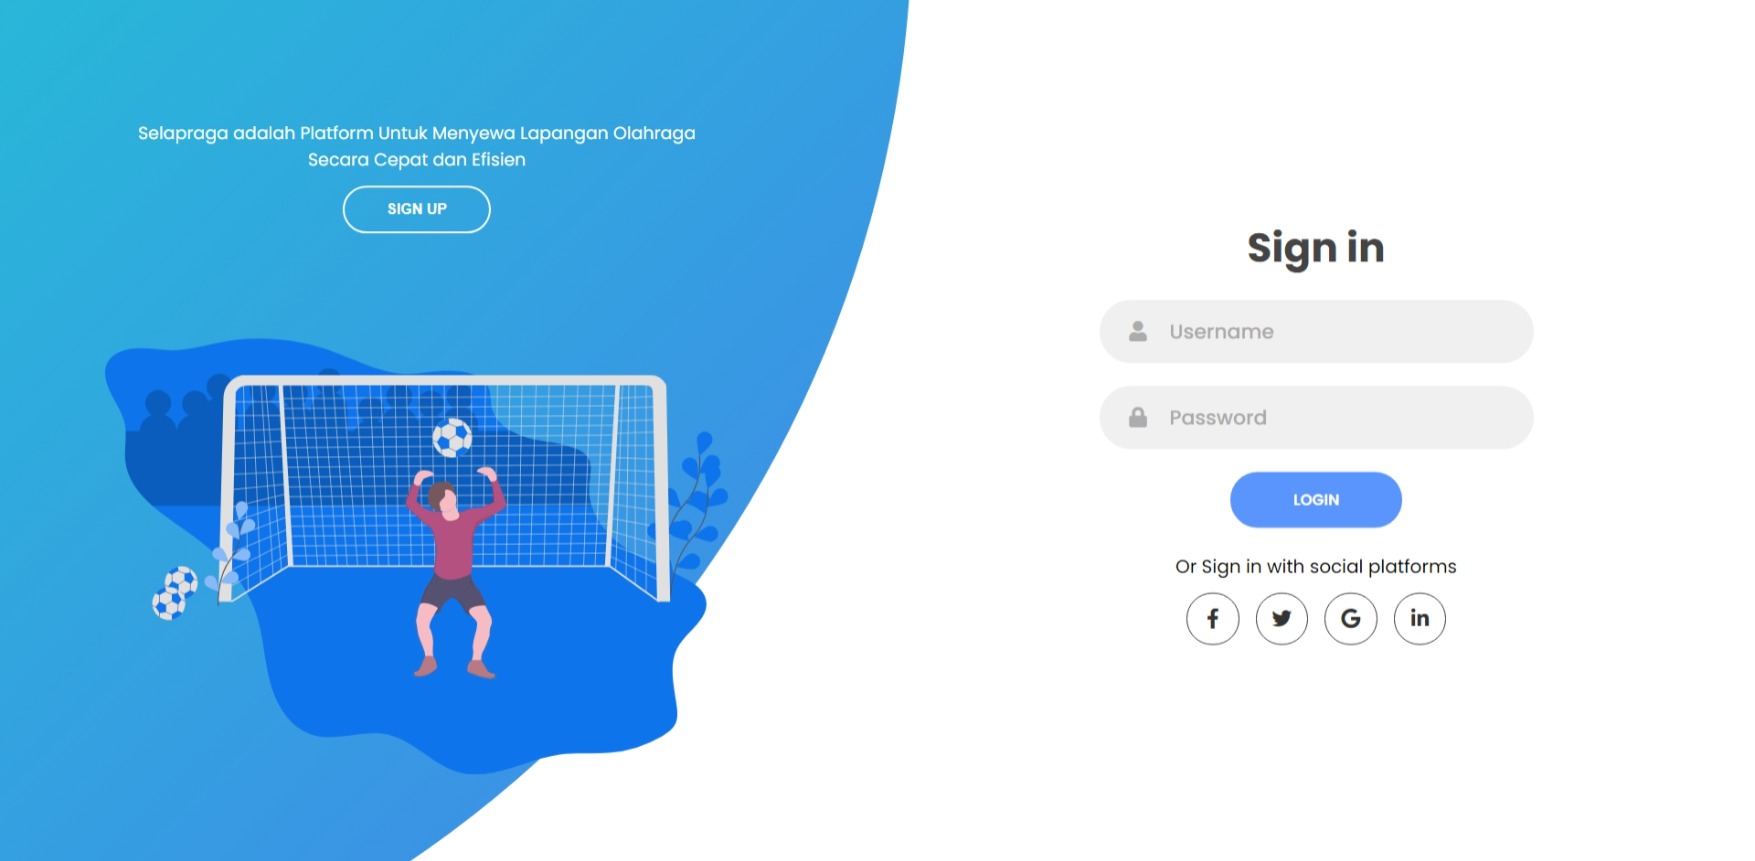 Selapraga adalah Platform Untuk Menyewa Lapangan Olahraga
Secara Cepat dan Efisien
SIGN UP
Sign in
Username
Password
LOGIN
Or Sign in with social platforms